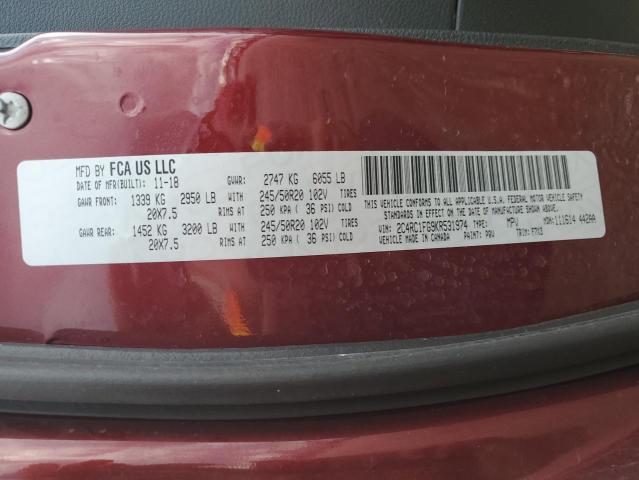 MFD BY FCA US LLC
DATE OF MFR(BUILT): 11-18 GVWR: 2747 KG 6055 LB
GAWR FRONT: 1339 KG 2950 LB WITH 245/50R20 102V TIRES
20X7.5 RIMS AT 250 KPA ( 36 PSI) COLD
GAWR REAR: 1452 KG 3200 LB WITH 245/50R20 102V TIRES
20X7.5 RIMS AT 250 KPA ( 36 PSI) COLD
THIS VEHICLE CONFORMS TO ALL APPLICABLE U.S.A. FEDERAL MOTOR VEHICLE SAFETY
STANDARDS IN EFFECT ON THE DATE OF MANUFACTURE SHOWN ABOVE.
VIN: 2C4RC1FG9KR531974 TYPE: MPV MDH: 111614 442AA
VEHICLE MADE IN CANADA PAINT: PRV TRIM: